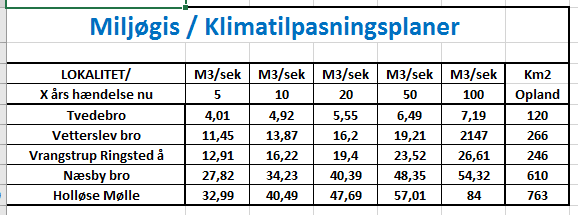 Miljøgis / Klimatilpasningsplaner
LOKALITET/ M3/sek M3/sek M3/sek M3/sek M3/sek Km2
X års hændelse nu 5 10 20 50 100 Opland
Tvedebro 4,01 4,92 5,55 6,49 7,19 120
Vetterslev bro 11,45 13,87 16,2 19,21 2147 266
Vrangstrup Ringsted å 12,91 16,22 19,4 23,52 26,61 246
Næsby bro 27,82 34,23 40,39 48,35 54,32 610
Holløse Mølle 32,99 40,49 47,69 57,01 84 763